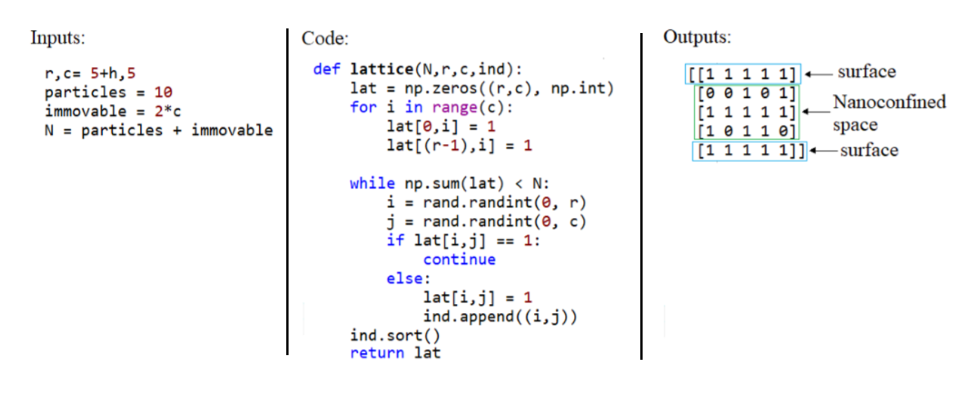 Inputs:
r,c= 5+h,5
particles = 10
immovable = 2*c
N = particles + immovable
Code:
def lattice(N,r,c,ind):
    lat = np.zeros((r,c), np.int)
    for i in range(c):
        lat[0,i] = 1
        lat[(r-1),i] = 1

    while np.sum(lat) < N:
        i = rand.randint(0, r)
        j = rand.randint(0, c)
        if lat[i,j] == 1:
            continue
        else:
            lat[i,j] = 1
            ind.append((i,j))
    ind.sort()
    return lat
Outputs:
[[1 1 1 1 1] surface
[0 0 1 0 1]
[1 1 1 1 1] Nanoconfined
[1 0 1 1 0] space
[1 1 1 1 1]] surface